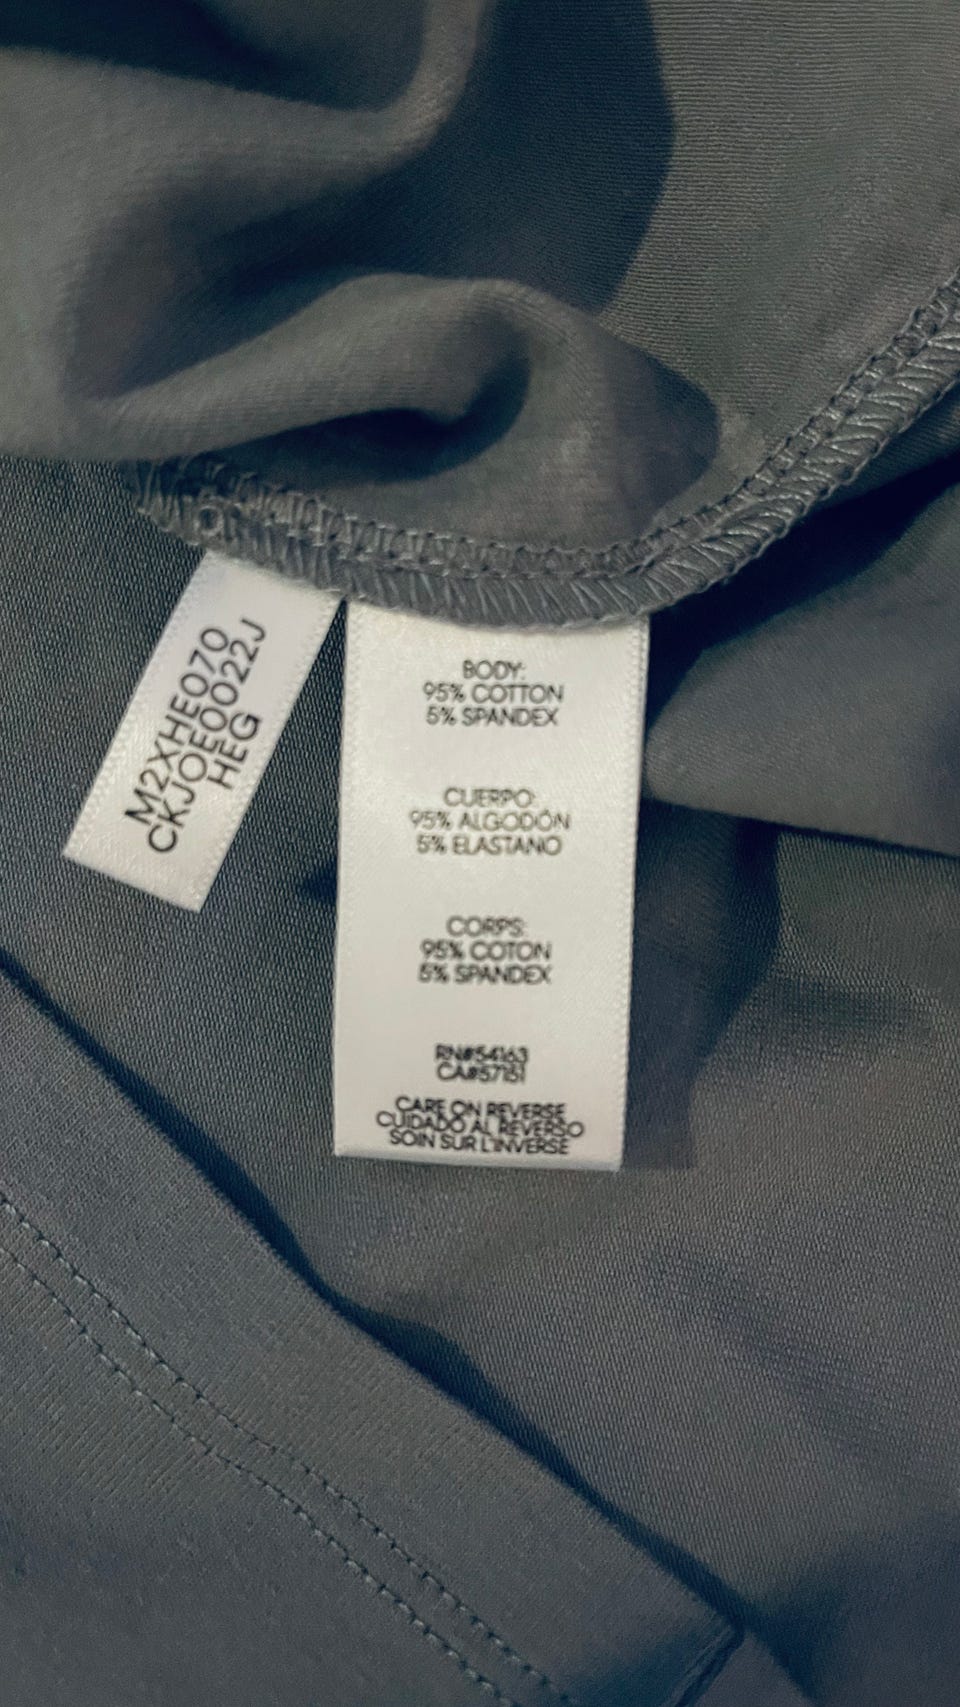 M2XHE070
CKJOE0022J
HEG
BODY:
95% COTTON
5% SPANDEX
CUERPO:
95% ALGODÓN
5% ELASTANO
CORPS:
95% COTON
5% SPANDEX
RN#54163
CA#57151
CARE ON REVERSE
CUIDADO AL REVERSO
SOIN SUR L'INVERSE